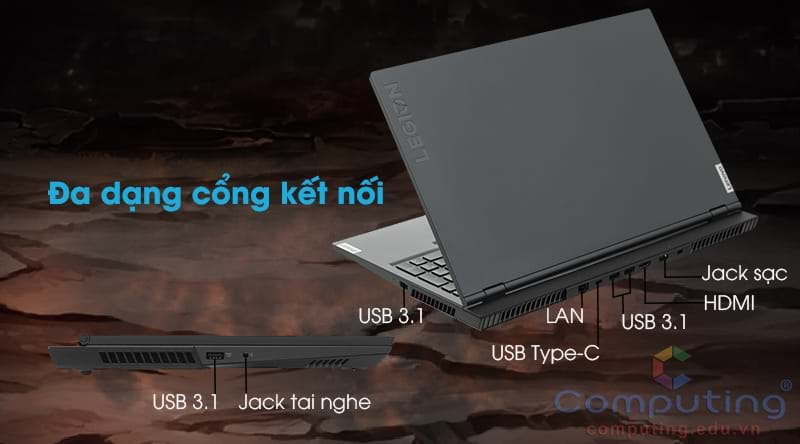 LEGION
Đa dạng cổng kết nối
Jack sạc
HDMI
USB 3.1
LAN
USB 3.1
USB Type-C
USB 3.1
Jack tai nghe
Computing®
computing.edu.vn